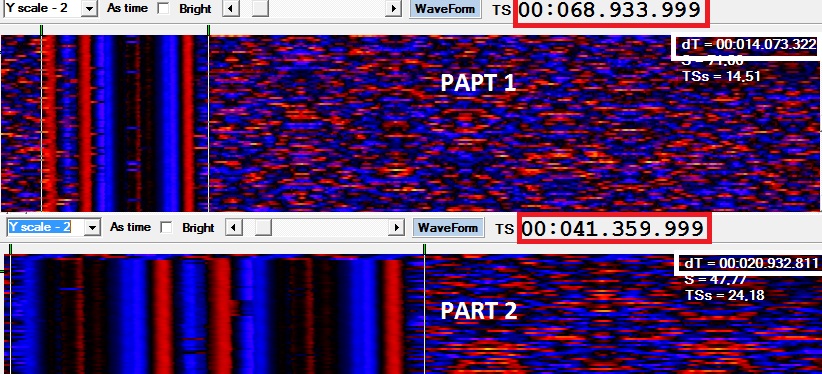 Y scale - 2 As time Bright WaveForm TS 00:068.933.999
dT = 00:014.073.322
S = 71.06
TSs = 14.51
PAPT 1
Y scale - 2 As time Bright WaveForm TS 00:041.359.999
dT = 00:020.932.811
S = 47.77
TSs = 24.18
PART 2